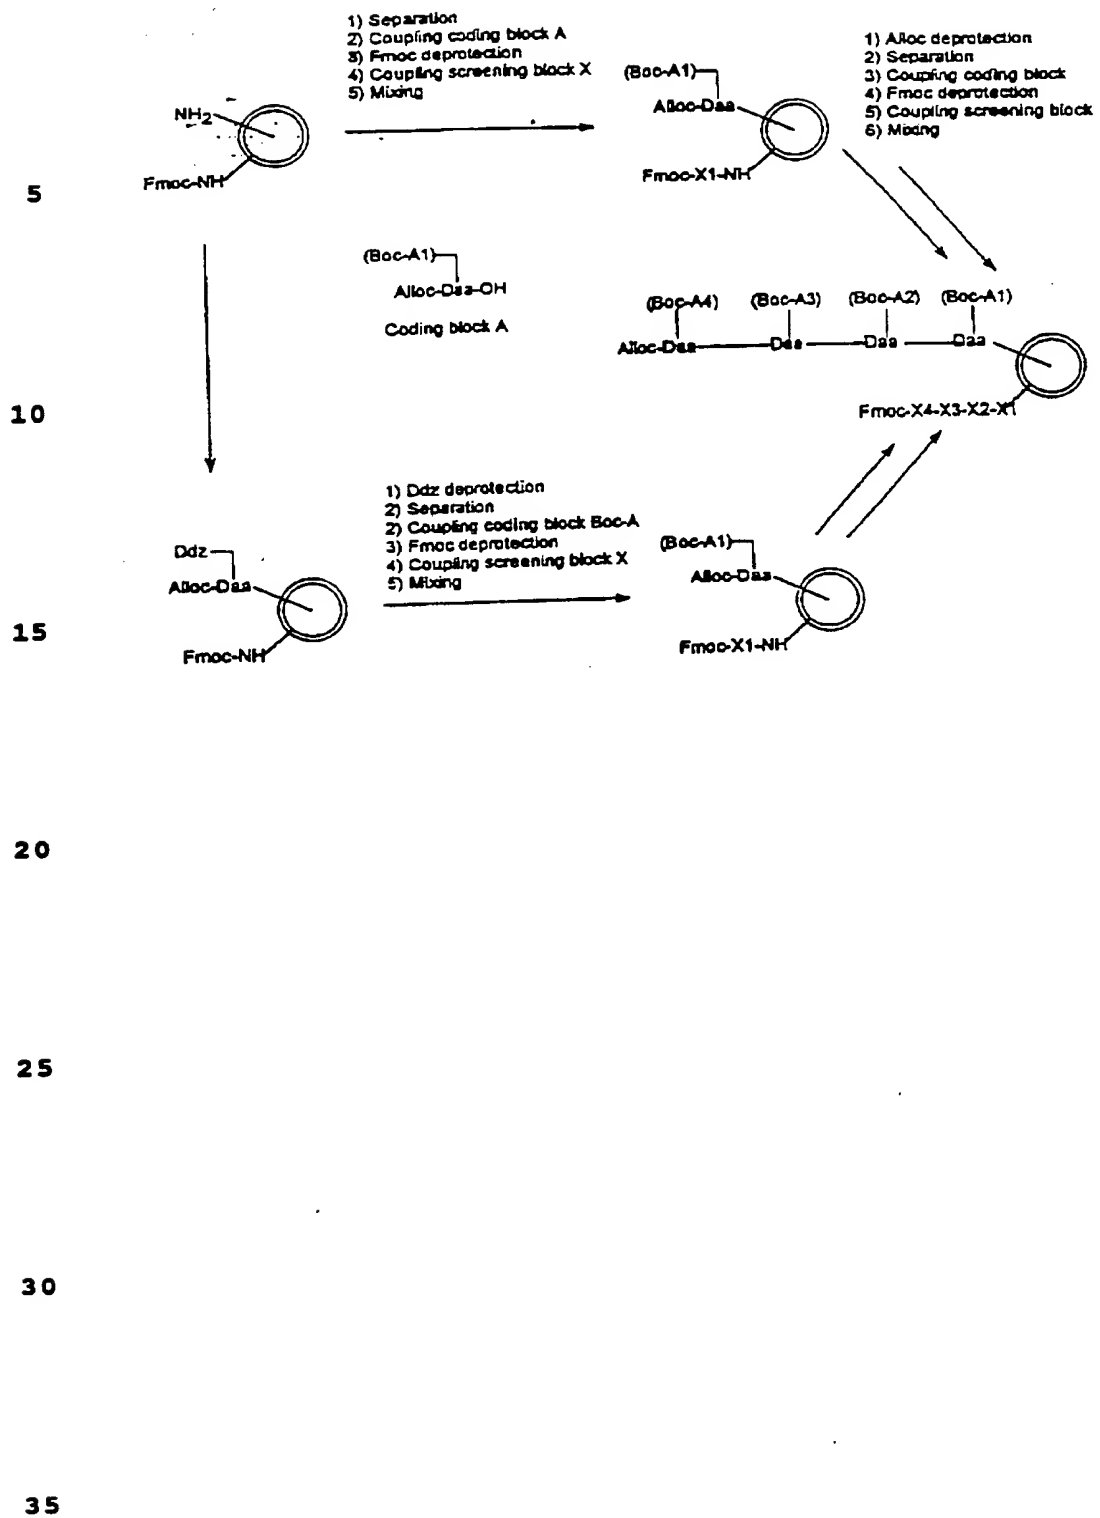 1) Separation
2) Coupling coding block A
3) Fmoc deprotection
4) Coupling screening block X
5) Mixing
1) Alloc deprotection
2) Separation
3) Coupling coding block
4) Fmoc deprotection
5) Coupling screening block
6) Mixing
NH2
Fmoc-NH
(Boc-A1)
Alloc-Daa
Fmoc-X1-NH
5
(Boc-A1)
Alloc-Daa-OH
Coding block A
(Boc-A4) (Boc-A3) (Boc-A2) (Boc-A1)
Alloc-Daa Daa Daa Daa
Fmoc-X4-X3-X2-X1
10
1) Ddz deprotection
2) Separation
2) Coupling coding block Boc-A
3) Fmoc deprotection
4) Coupling screening block X
5) Mixing
Ddz
Alloc-Daa
Fmoc-NH
(Boc-A1)
Alloc-Daa
Fmoc-X1-NH
15
20
25
30
35